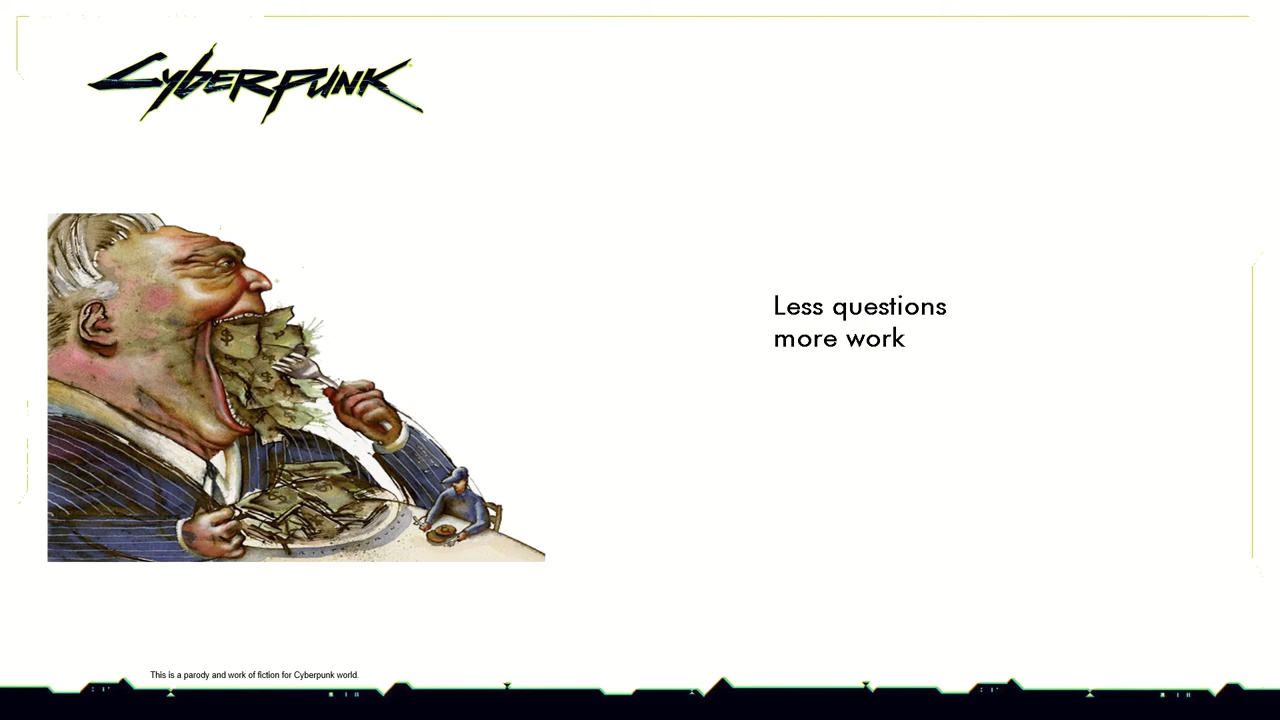 Cyberpunk
Less questions
more work
This is a parody and work of fiction for Cyberpunk world.